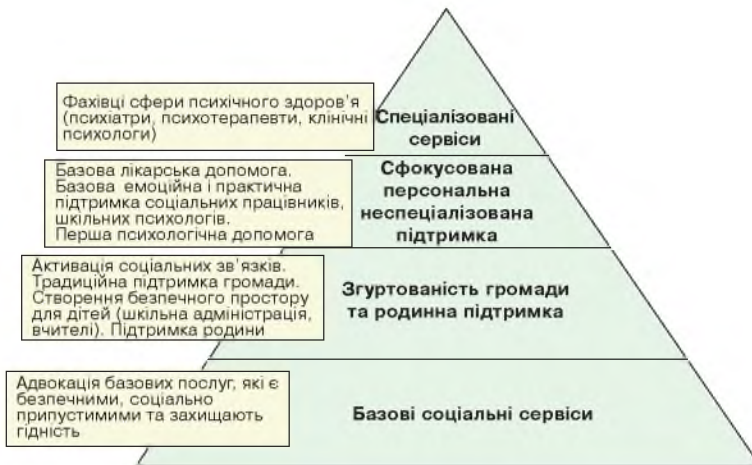 Фахівці сфери психічного здоров'я
(психіатри, психотерапевти, клінічні
психологи)
Спеціалізовані
сервіси
Базова лікарська допомога.
Базова емоційна і практична
підтримка соціальних працівників,
шкільних психологів.
Перша психологічна допомога
Сфокусована
персональна
неспеціалізована
підтримка
Активація соціальних зв'язків.
Традиційна підтримка громади.
Створення безпечного простору
для дітей (шкільна адміністрація,
вчителі). Підтримка родини
Згуртованість громади
та родинна підтримка
Адвокація базових послуг, які є
безпечними, соціально
припустимими та захищають
гідність
Базові соціальні сервіси